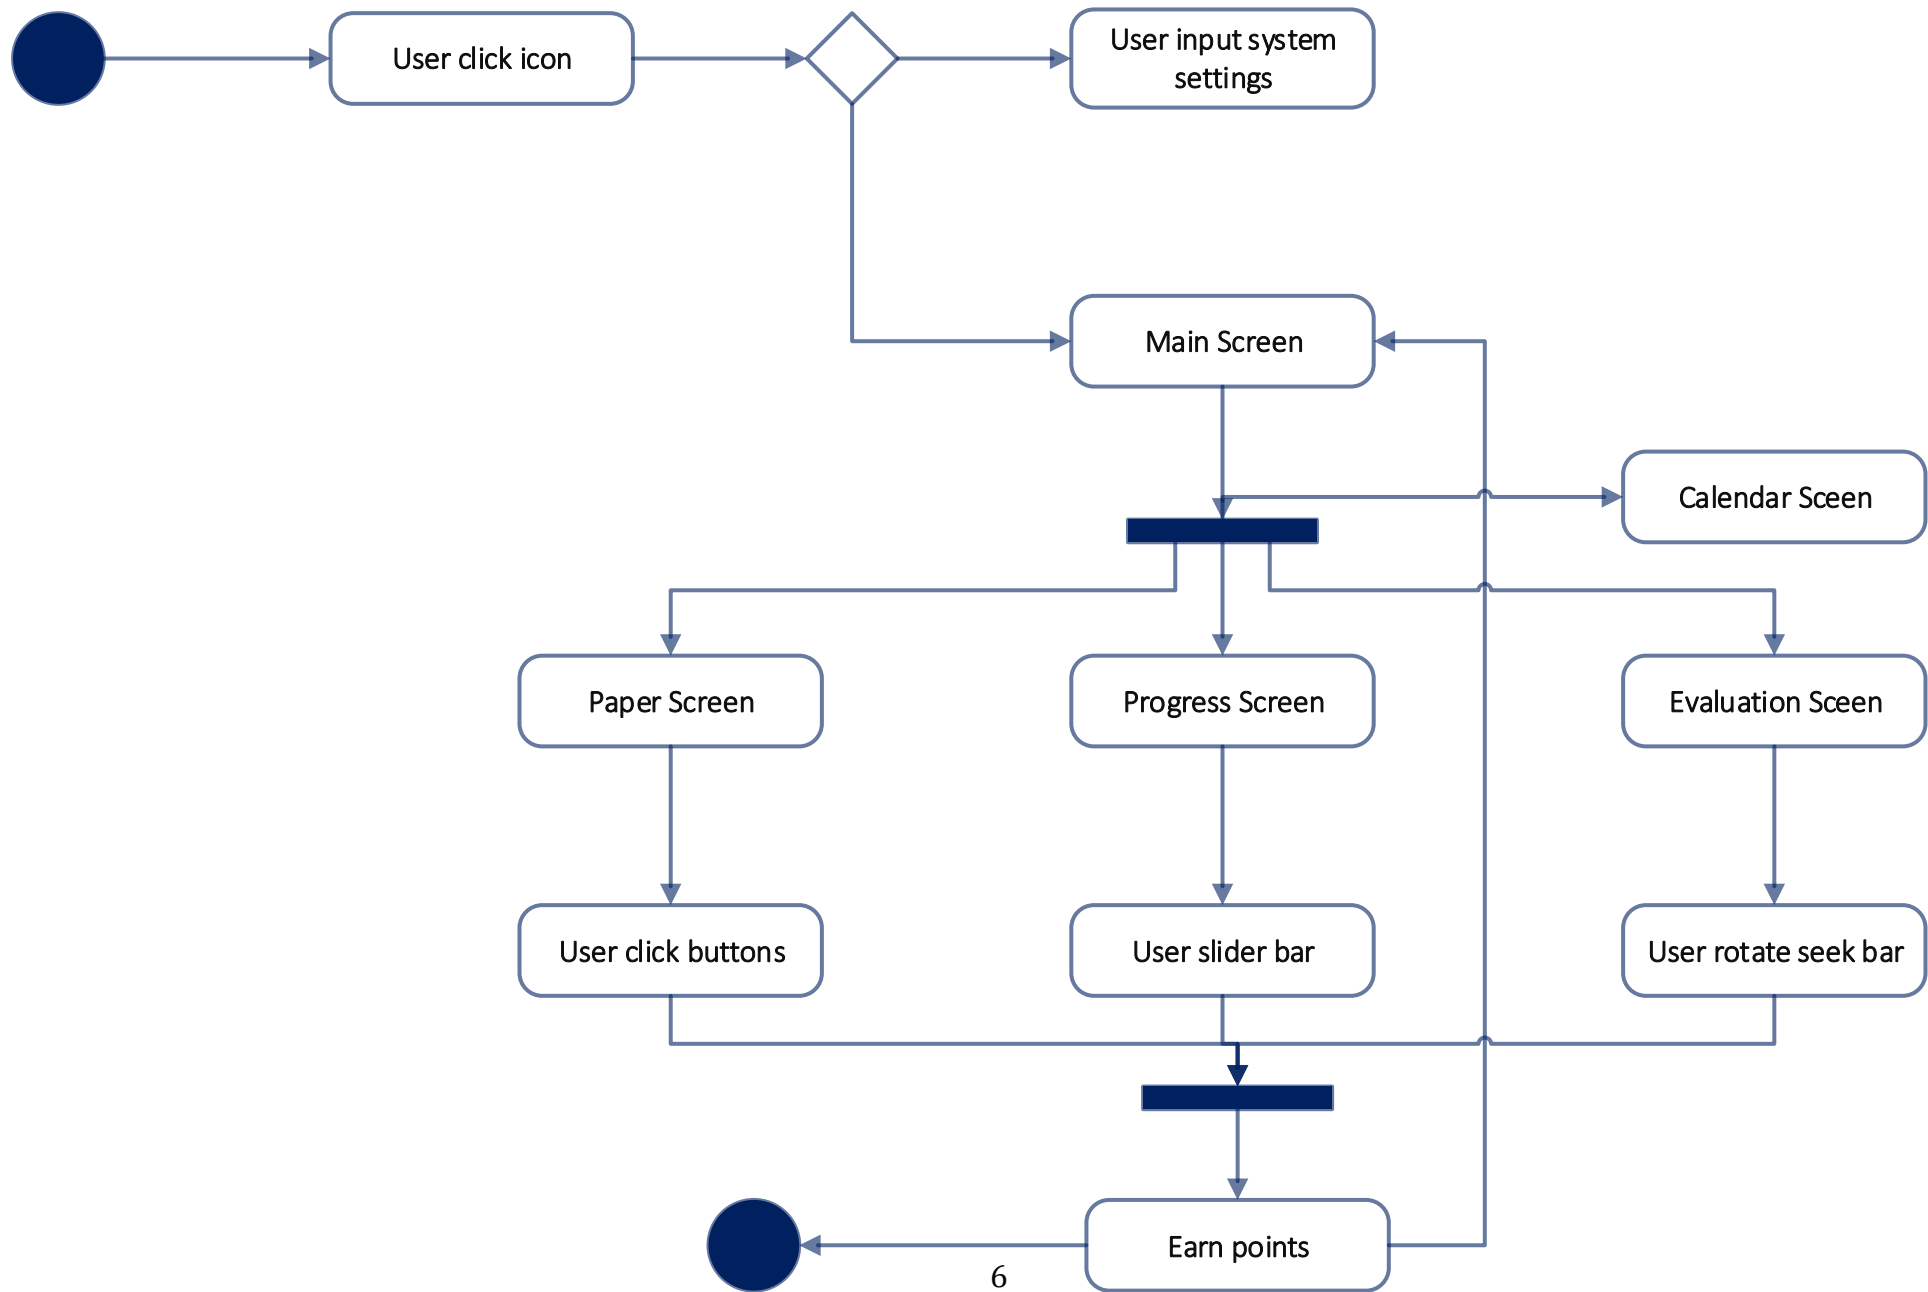 User click icon
User input system
settings
Main Screen
Calendar Sceen
Paper Screen
Progress Screen
Evaluation Sceen
User click buttons
User slider bar
User rotate seek bar
Earn points
6